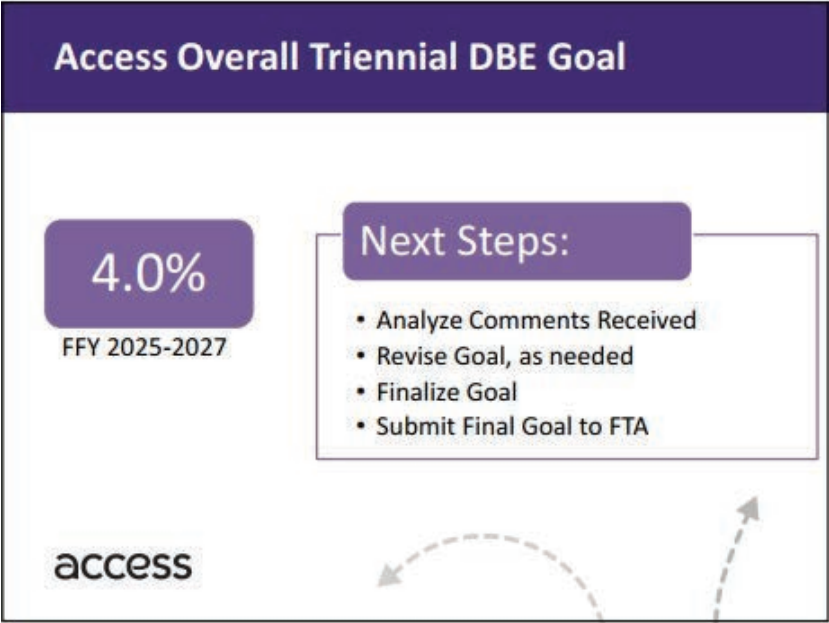 Access Overall Triennial DBE Goal
4.0%
FFY 2025-2027
Next Steps:
• Analyze Comments Received
• Revise Goal, as needed
• Finalize Goal
• Submit Final Goal to FTA
access